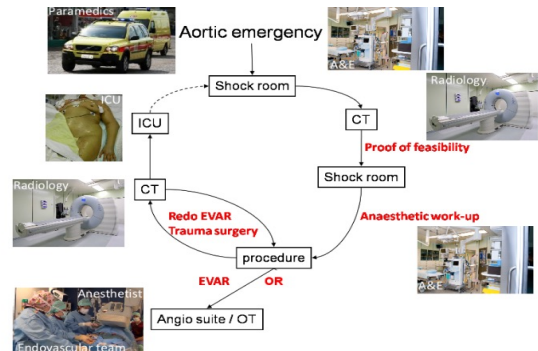 Paramedics
Aortic emergency
A&E
Shock room
ICU
ICU
CT
Radiology
Proof of feasibility
Radiology
CT
Shock room
Redo EVAR
Trauma surgery
Anaesthetic work-up
procedure
EVAR
OR
A&E
Anesthetist
Angio suite / OT
Endovascular team